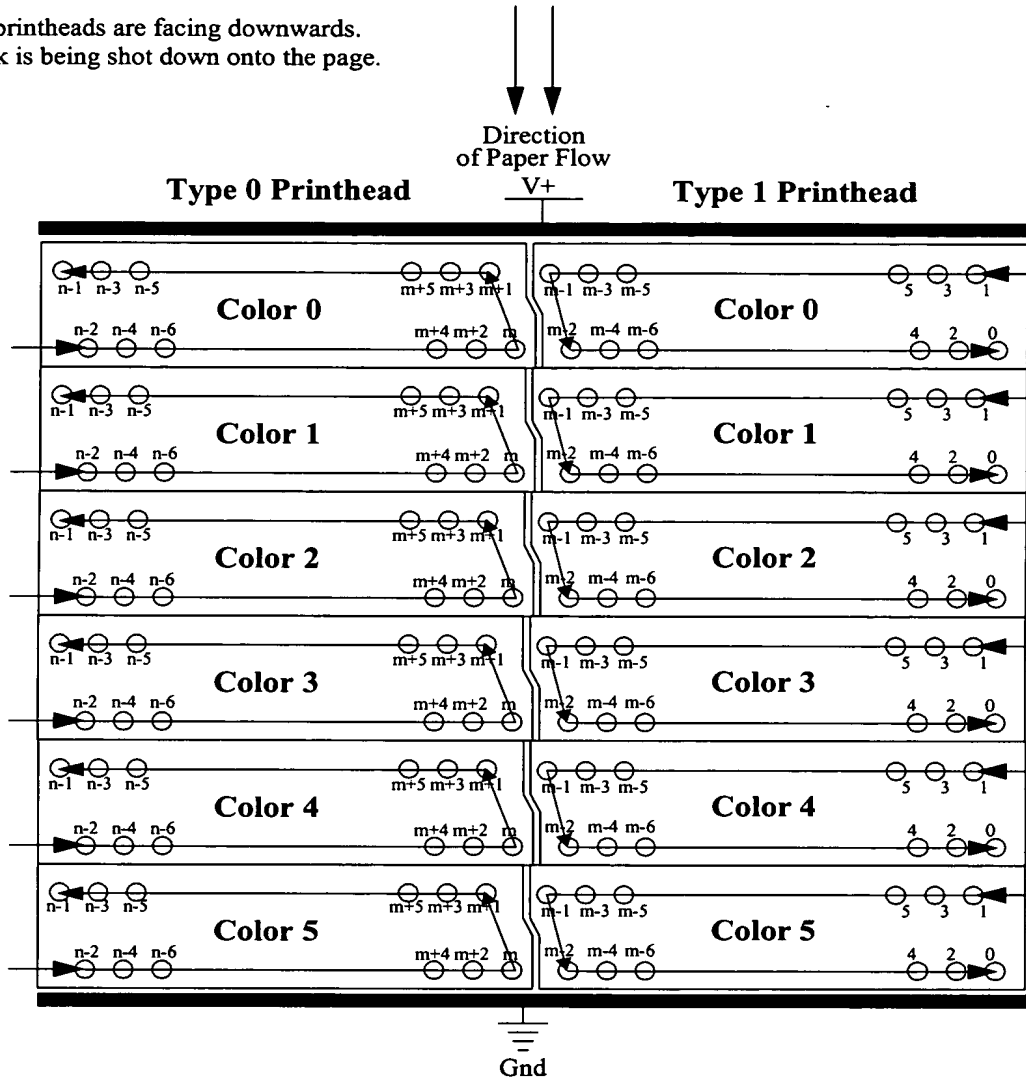 printheads are facing downwards.
k is being shot down onto the page.
Direction
of Paper Flow
V+
Type 0 Printhead Type 1 Printhead
n-1 n-3 n-5 m+5 m+3 m+1 m-1 m-3 m-5 5 3 1
Color 0 Color 0
n-2 n-4 n-6 m+4 m+2 m m-2 m-4 m-6 4 2 0
n-1 n-3 n-5 m+5 m+3 m+1 m-1 m-3 m-5 5 3 1
Color 1 Color 1
n-2 n-4 n-6 m+4 m+2 m m-2 m-4 m-6 4 2 0
n-1 n-3 n-5 m+5 m+3 m+1 m-1 m-3 m-5 5 3 1
Color 2 Color 2
n-2 n-4 n-6 m+4 m+2 m m-2 m-4 m-6 4 2 0
n-1 n-3 n-5 m+5 m+3 m+1 m-1 m-3 m-5 5 3 1
Color 3 Color 3
n-2 n-4 n-6 m+4 m+2 m m-2 m-4 m-6 4 2 0
n-1 n-3 n-5 m+5 m+3 m+1 m-1 m-3 m-5 5 3 1
Color 4 Color 4
n-2 n-4 n-6 m+4 m+2 m m-2 m-4 m-6 4 2 0
n-1 n-3 n-5 m+5 m+3 m+1 m-1 m-3 m-5 5 3 1
Color 5 Color 5
n-2 n-4 n-6 m+4 m+2 m m-2 m-4 m-6 4 2 0
Gnd